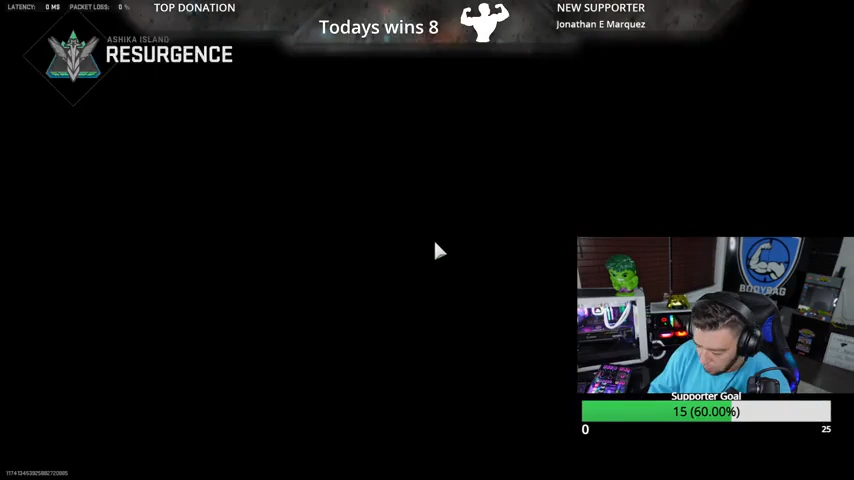 LATENCY: 0 MS PACKET LOSS: 0 %
TOP DONATION
Todays wins 8
NEW SUPPORTER
Jonathan E Marquez
ASHIKA ISLAND
RESURGENCE
BODYBAG
Supporter Goal
15 (60.00%)
0
25